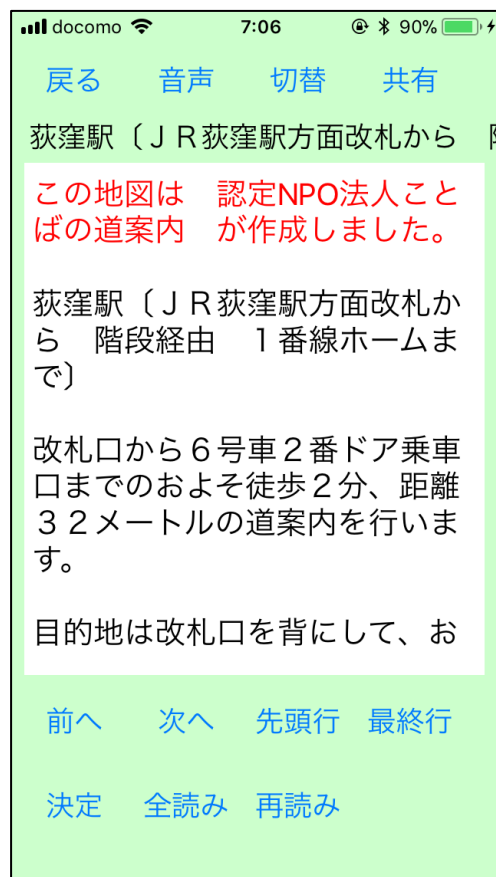 docomo 7:06 90%
戻る 音声 切替 共有
荻窪駅〔ＪＲ荻窪駅方面改札から
この地図は　認定NPO法人こと
ばの道案内　が作成しました。
荻窪駅〔ＪＲ荻窪駅方面改札か
ら　階段経由　１番線ホームま
で〕
改札口から６号車２番ドア乗車
口までのおよそ徒歩２分、距離
３２メートルの道案内を行いま
す。
目的地は改札口を背にして、お
前へ 次へ 先頭行 最終行
決定 全読み 再読み